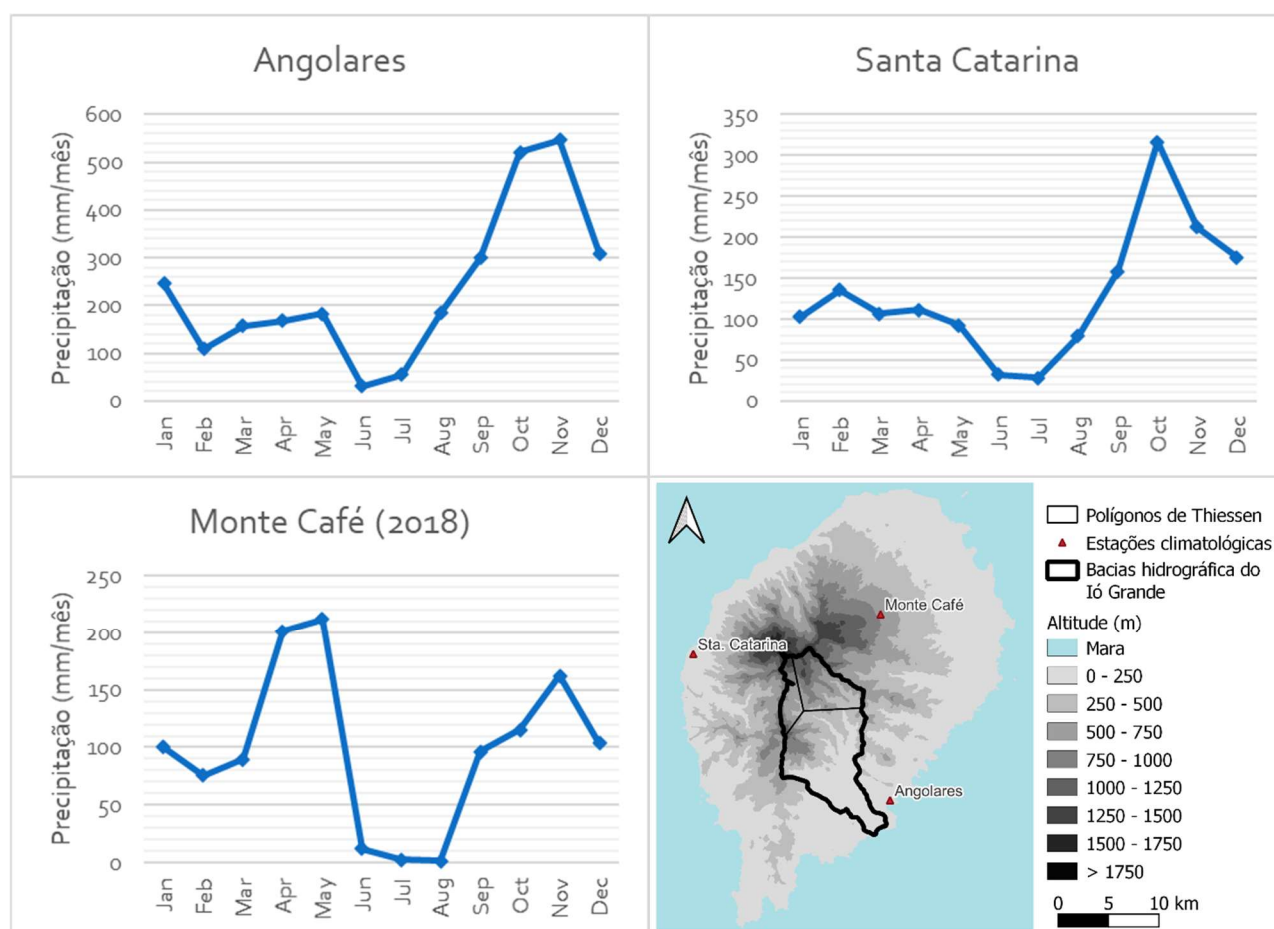 Angolares
Precipitação (mm/mês)
600
500
400
300
200
100
0
Jan
Feb
Mar
Apr
May
Jun
Jul
Aug
Sep
Oct
Nov
Dec
Santa Catarina
Precipitação (mm/mês)
350
300
250
200
150
100
50
0
Jan
Feb
Mar
Apr
May
Jun
Jul
Aug
Sep
Oct
Nov
Dec
Monte Café (2018)
Precipitação (mm/mês)
250
200
150
100
50
0
Jan
Feb
Mar
Apr
May
Jun
Jul
Aug
Sep
Oct
Nov
Dec
Monte Café
Sta. Catarina
Angolares
Polígonos de Thiessen
Estações climatológicas
Bacias hidrográfica do
Ió Grande
Altitude (m)
Mara
0 - 250
250 - 500
500 - 750
750 - 1000
1000 - 1250
1250 - 1500
1500 - 1750
> 1750
0 5 10 km